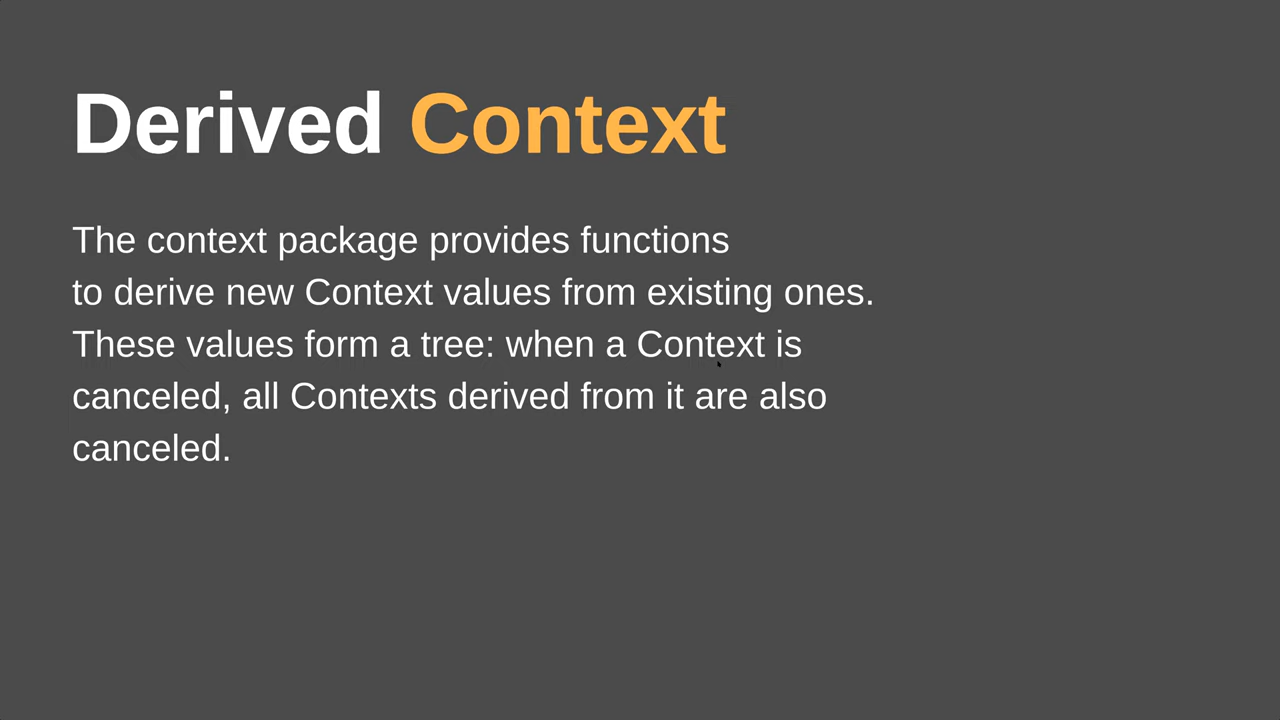 Derived Context
The context package provides functions
to derive new Context values from existing ones.
These values form a tree: when a Context is
canceled, all Contexts derived from it are also
canceled.